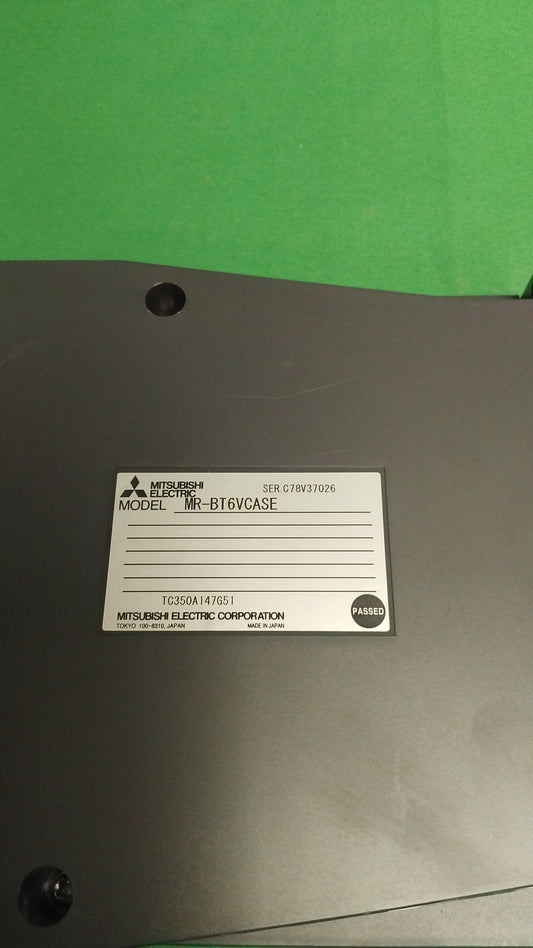 MITSUBISHI
ELECTRIC
SER.C78V37026
MODEL MR-BT6VCASE
TC350A147G51
MITSUBISHI ELECTRIC CORPORATION
PASSED
TOKYO 100-8310, JAPAN MADE IN JAPAN